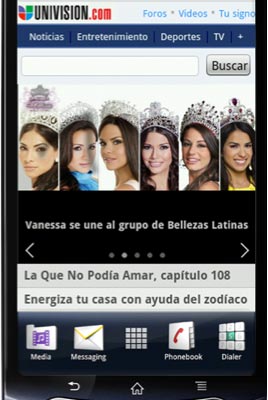 UNIVISION.com
Foros * Videos * Tu signo
Noticias Entretenimiento Deportes TV +
Buscar
Vanessa se une al grupo de Bellezas Latinas
La Que No Podía Amar, capítulo 108
Energiza tu casa con ayuda del zodíaco
Media Messaging Phonebook Dialer